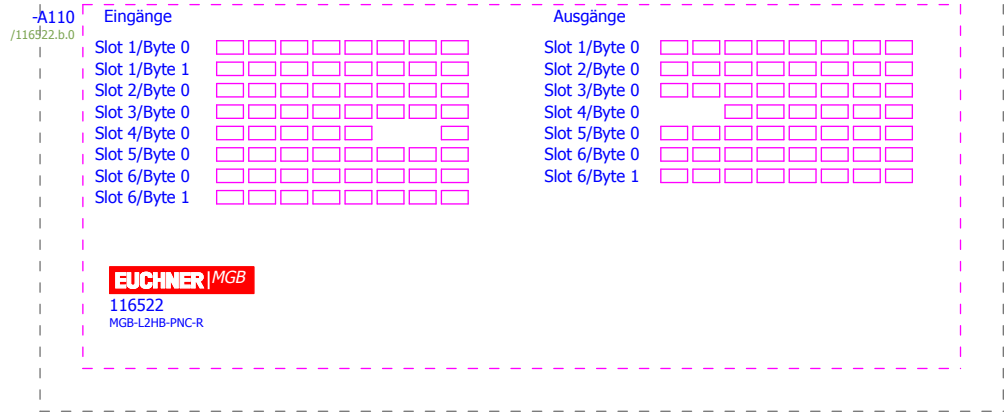 -A110
/116522.b.0
Eingänge
Slot 1/Byte 0
Slot 1/Byte 1
Slot 2/Byte 0
Slot 3/Byte 0
Slot 4/Byte 0
Slot 5/Byte 0
Slot 6/Byte 0
Slot 6/Byte 1
Ausgänge
Slot 1/Byte 0
Slot 2/Byte 0
Slot 3/Byte 0
Slot 4/Byte 0
Slot 5/Byte 0
Slot 6/Byte 0
Slot 6/Byte 1
EUCHNER|MGB
116522
MGB-L2HB-PNC-R